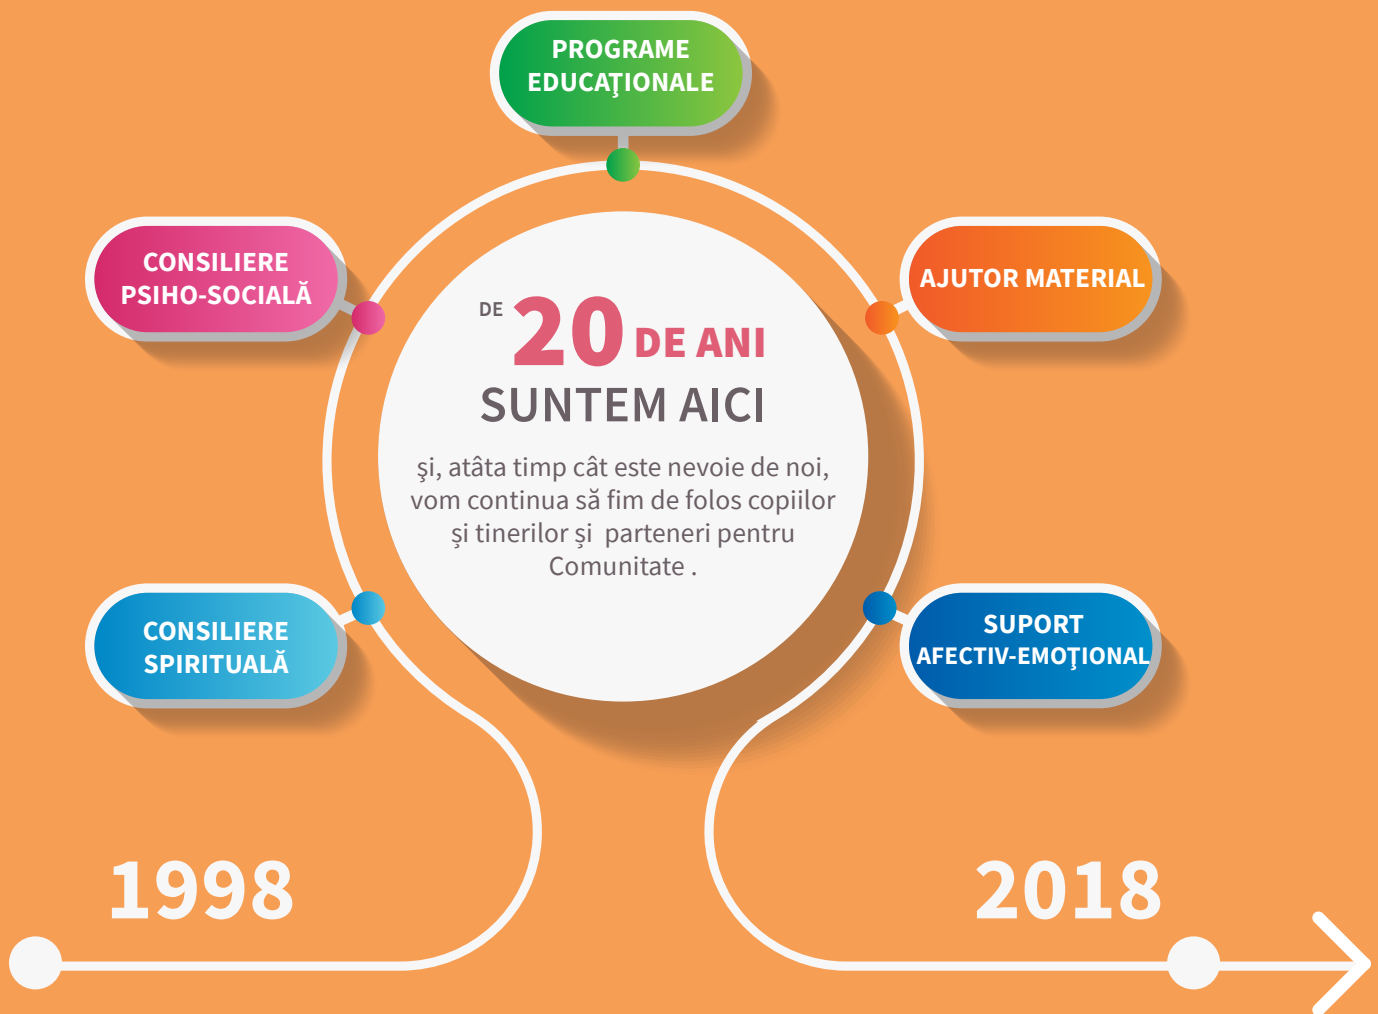 PROGRAME
EDUCAŢIONALE
CONSILIERE
PSIHO-SOCIALĂ
AJUTOR MATERIAL
DE 20 DE ANI
SUNTEM AICI
şi, atâta timp cât este nevoie de noi,
vom continua să fim de folos copiilor
și tinerilor și  parteneri pentru
Comunitate .
CONSILIERE
SPIRITUALĂ
SUPORT
AFECTIV-EMOŢIONAL
1998
2018